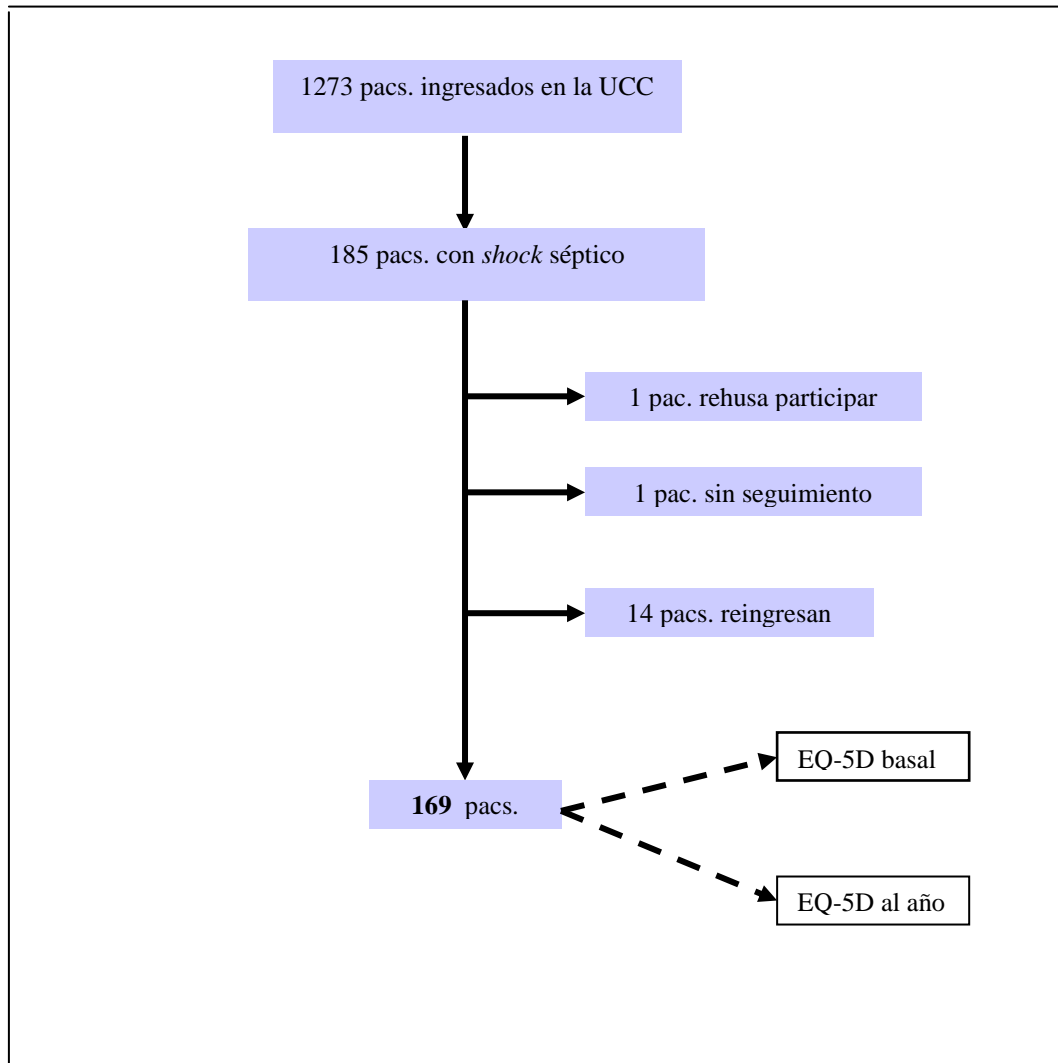 1273 pacs. ingresados en la UCC
185 pacs. con shock séptico
1 pac. rehusa participar
1 pac. sin seguimiento
14 pacs. reingresan
EQ-5D basal
169 pacs.
EQ-5D al año